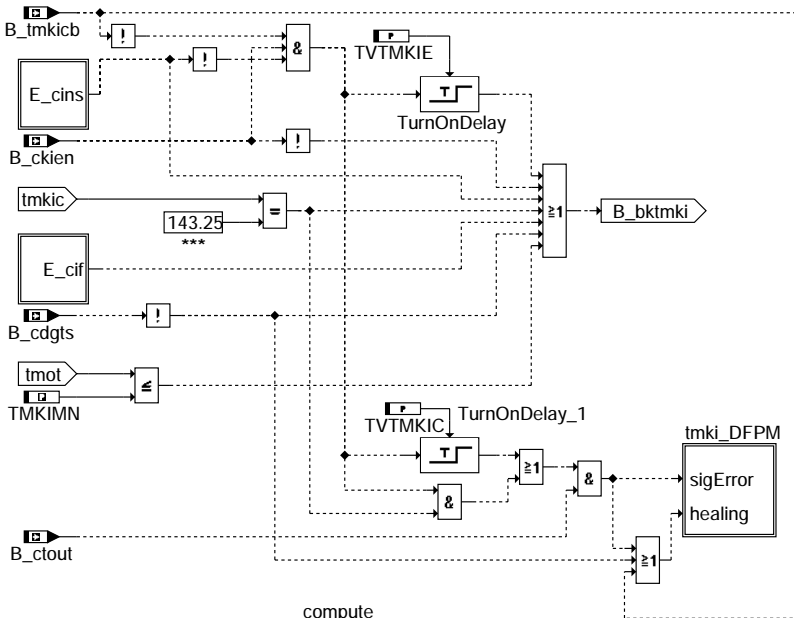 B_tmkicb
!
&
P
TVTMKIE
E_cins
!
T
TurnOnDelay
B_ckien
!
tmkic
=
≥1
B_bktmki
143.25
***
E_cif
B_cdgts
!
tmot
≤
TMKIMN
P
P
TVTMKIC
TurnOnDelay_1
tmki_DFPM
T
≥1
&
sigError
&
healing
B_ctout
≥1
compute